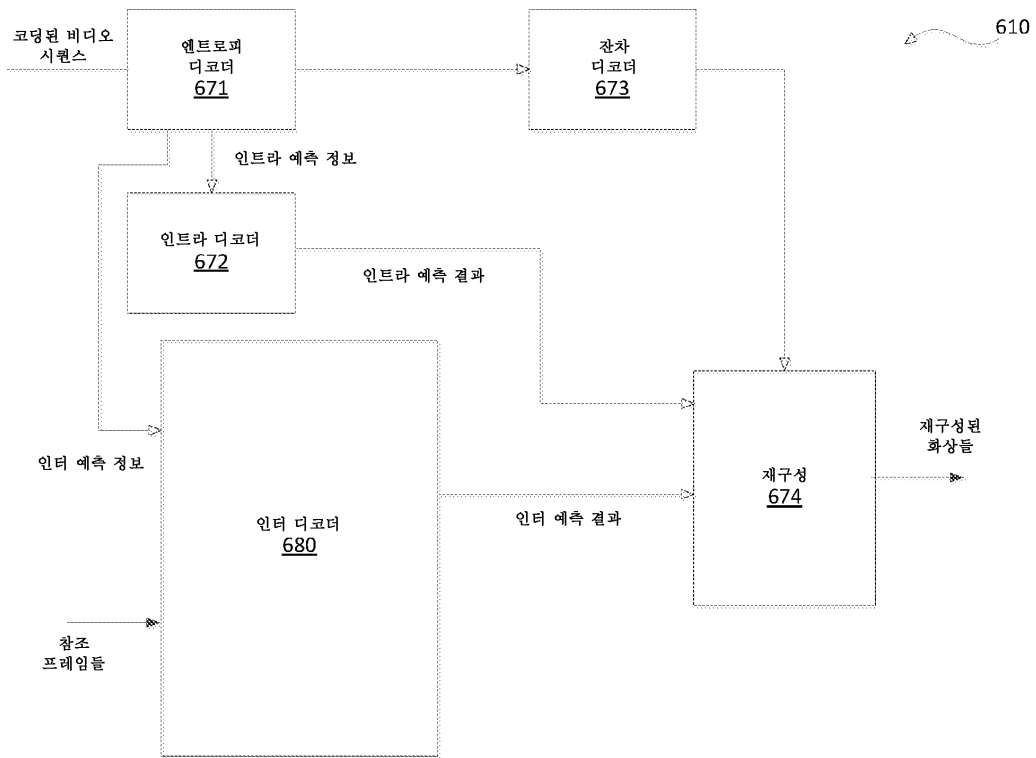 코딩된 비디오
시퀀스
엔트로피
디코더
671
잔차
디코더
673
610
인트라 예측 정보
인트라 디코더
672
인트라 예측 결과
인터 예측 정보
인터 디코더
680
인터 예측 결과
재구성
674
재구성된
화상들
참조
프레임들